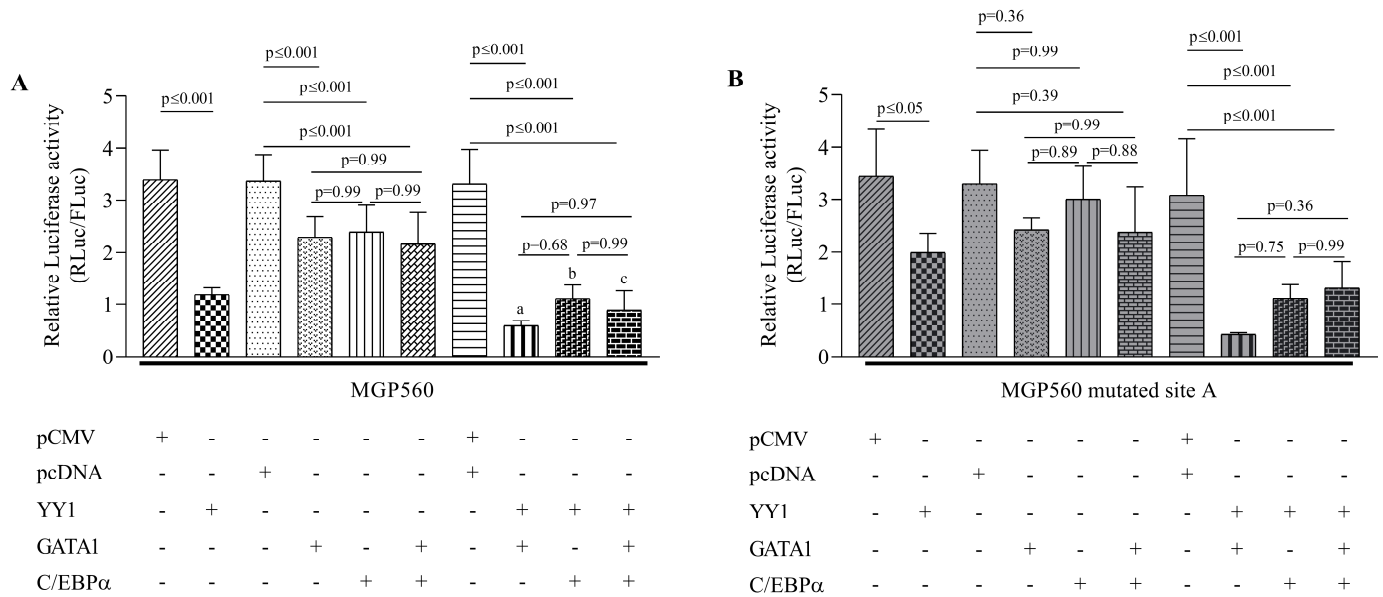 A
Relative Luciferase activity
(RLuc/FLuc)
5
4
3
2
1
0
p≤0.001
p≤0.001
p≤0.001
p≤0.001
p=0.99
p=0.99
p=0.99
p≤0.001
p≤0.001
p≤0.001
p=0.97
p−0.68
p=0.99
a
b
c
MGP560
pCMV + - - - - - + - - -
pcDNA - - + - - - + - - -
YY1 - + - - - - - + + +
GATA1 - - - + - + - + - +
C/EBPα - - - - + + - - + +
B
Relative Luciferase activity
(RLuc/FLuc)
5
4
3
2
1
0
p≤0.05
p=0.36
p=0.99
p=0.39
p=0.99
p=0.89
p=0.88
p≤0.001
p≤0.001
p≤0.001
p=0.36
p=0.75
p=0.99
MGP560 mutated site A
pCMV + - - - - - + - - -
pcDNA - - + - - - + - - -
YY1 - + - - - - - + + +
GATA1 - - - + - + - + - +
C/EBPα - - - - + + - - + +